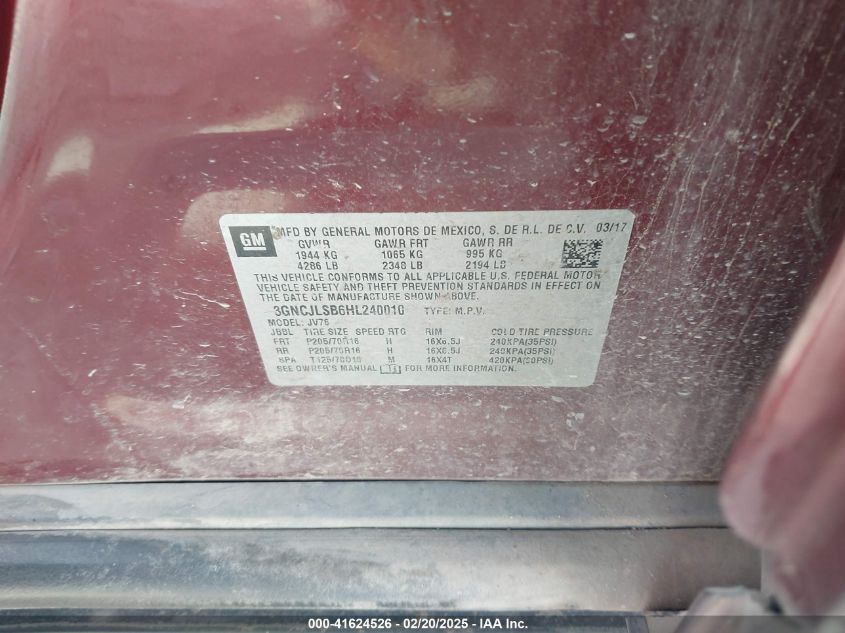 GM
MFD BY GENERAL MOTORS DE MEXICO, S. DE R.L. DE C.V. 03/17
GVWR GAWR FRT GAWR RR
1944 KG 1065 KG 995 KG
4286 LB 2348 LB 2194 LB
THIS VEHICLE CONFORMS TO ALL APPLICABLE U.S. FEDERAL MOTOR
VEHICLE SAFETY AND THEFT PREVENTION STANDARDS IN EFFECT ON
THE DATE OF MANUFACTURE SHOWN ABOVE.
3GNCJLSB6HL240010 TYPE: M.P.V.
MODEL: JV76
JBBL TIRE SIZE SPEED RTG RIM COLD TIRE PRESSURE
FRT P205/70R16 H 16X6.5J 240KPA(35PSI)
RR P205/70R16 H 16X6.5J 240KPA(35PSI)
SPA M 16X4T 420KPA(60PSI)
SEE OWNER'S MANUAL FOR MORE INFORMATION.
000-41624526 - 02/20/2025 - IAA Inc.